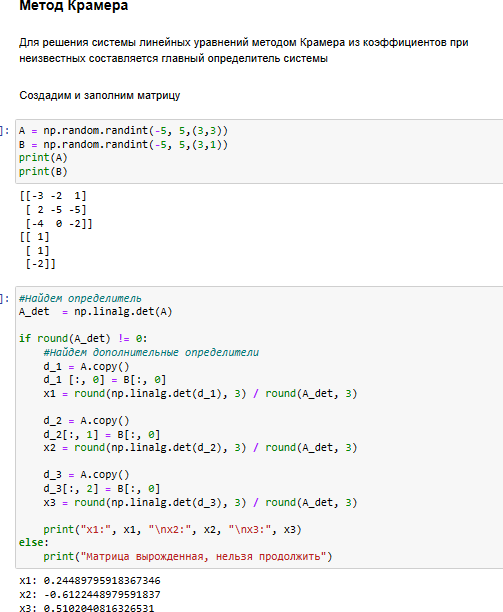 Метод Крамера
Для решения системы линейных уравнений методом Крамера из коэффициентов при
неизвестных составляется главный определитель системы
Создадим и заполним матрицу
]: A = np.random.randint(-5, 5,(3,3))
B = np.random.randint(-5, 5,(3,1))
print(A)
print(B)
[[-3 -2  1]
 [ 2 -5 -5]
 [-4  0 -2]]
[[ 1]
 [ 1]
 [-2]]
]: #Найдем определитель
A_det  = np.linalg.det(A)
if round(A_det) != 0:
    #Найдем дополнительные определители
    d_1 = A.copy()
    d_1 [:, 0] = B[:, 0]
    x1 = round(np.linalg.det(d_1), 3) / round(A_det, 3)
    d_2 = A.copy()
    d_2[:, 1] = B[:, 0]
    x2 = round(np.linalg.det(d_2), 3) / round(A_det, 3)
    d_3 = A.copy()
    d_3[:, 2] = B[:, 0]
    x3 = round(np.linalg.det(d_3), 3) / round(A_det, 3)
    print("x1:", x1, "\nx2:", x2, "\nx3:", x3)
else:
    print("Матрица вырожденная, нельзя продолжить")
x1: 0.24489795918367346
x2: -0.6122448979591837
x3: 0.5102040816326531